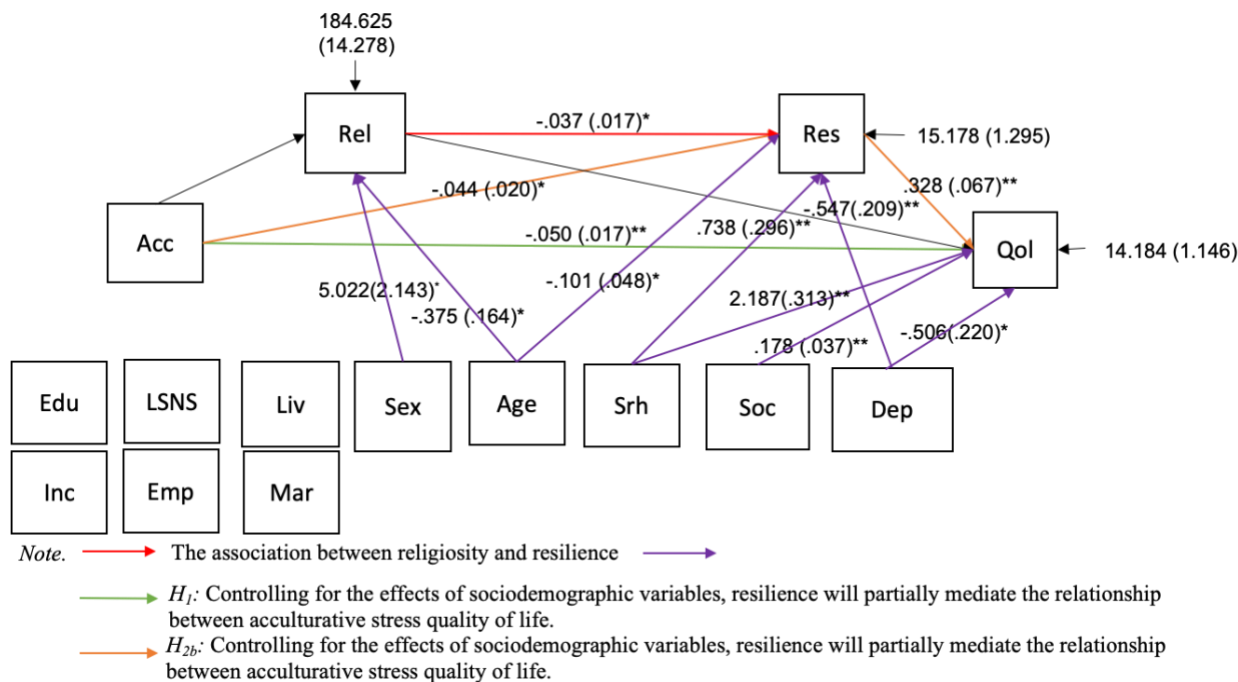 184.625
(14.278)
Rel
-.037 (.017)*
Res
15.178 (1.295)
-.044 (.020)*
.328 (.067)**
-.547(.209)**
Acc
-.050 (.017)**
.738 (.296)**
Qol
14.184 (1.146)
5.022(2.143)*
-.375 (.164)*
-.101 (.048)*
2.187(.313)**
.178 (.037)**
-.506(.220)*
Edu
LSNS
Liv
Sex
Age
Srh
Soc
Dep
Inc
Emp
Mar
Note. The association between religiosity and resilience
H1: Controlling for the effects of sociodemographic variables, resilience will partially mediate the relationship
between acculturative stress quality of life.
H2b: Controlling for the effects of sociodemographic variables, resilience will partially mediate the relationship
between acculturative stress quality of life.